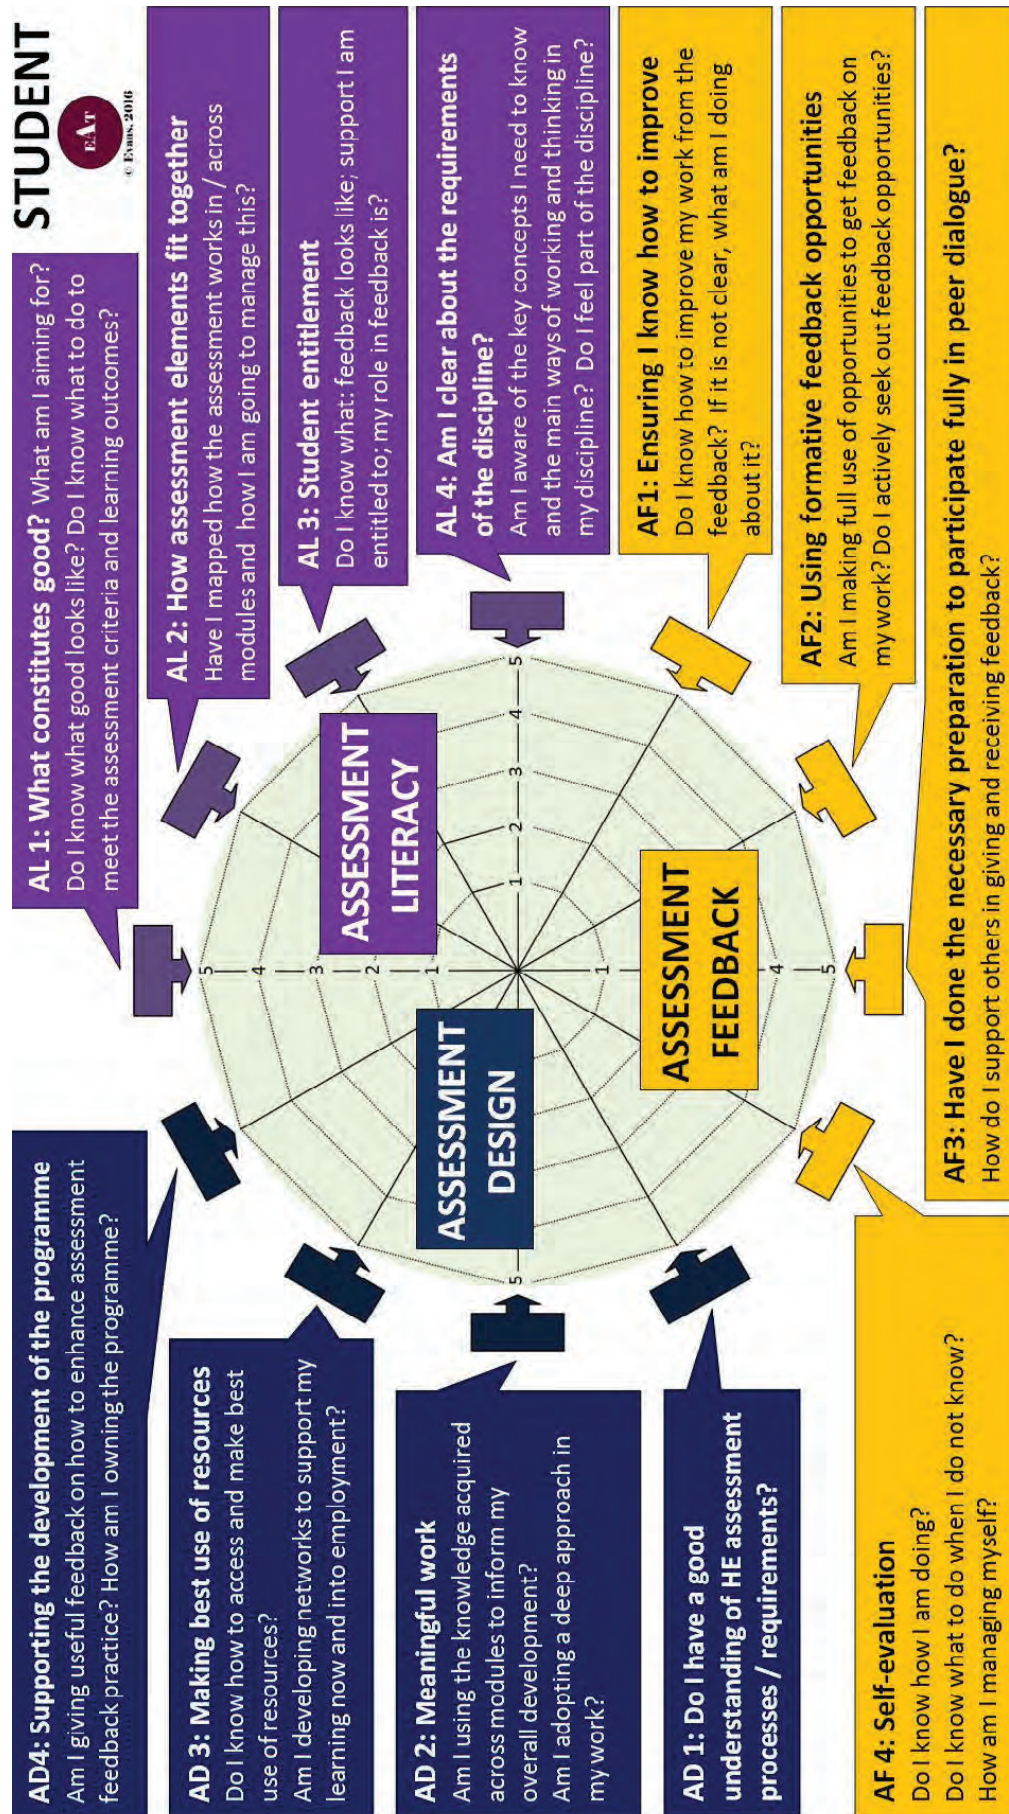 STUDENT
EAT
© Evans, 2016
AL1: What constitutes good? What am I aiming for?
Do I know what good looks like? Do I know what to do to
meet the assessment criteria and learning outcomes?
AL 2: How assessment elements fit together
Have I mapped how the assessment works in / across
modules and how I am going to manage this?
AL 3: Student entitlement
Do I know what: feedback looks like; support I am
entitled to; my role in feedback is?
AL 4: Am I clear about the requirements
of the discipline?
Am I aware of the key concepts I need to know
and the main ways of working and thinking in
my discipline? Do I feel part of the discipline?
AF1: Ensuring I know how to improve
Do I know how to improve my work from the
feedback? If it is not clear, what am I doing
about it?
AF2: Using formative feedback opportunities
Am I making full use of opportunities to get feedback on
my work? Do I actively seek out feedback opportunities?
AF3: Have I done the necessary preparation to participate fully in peer dialogue?
How do I support others in giving and receiving feedback?
AF 4: Self-evaluation
Do I know how I am doing?
Do I know what to do when I do not know?
How am I managing myself?
AD 1: Do I have a good
understanding of HE assessment
processes / requirements?
AD 2: Meaningful work
Am I using the knowledge acquired
across modules to inform my
overall development?
Am I adopting a deep approach in
my work?
AD 3: Making best use of resources
Do I know how to access and make best
use of resources?
Am I developing networks to support my
learning now and into employment?
AD4: Supporting the development of the programme
Am I giving useful feedback on how to enhance assessment
feedback practice? How am I owning the programme?
ASSESSMENT
LITERACY
ASSESSMENT
DESIGN
ASSESSMENT
FEEDBACK
5
4
3
2
1
1
2
3
4
5
1
4
5
5